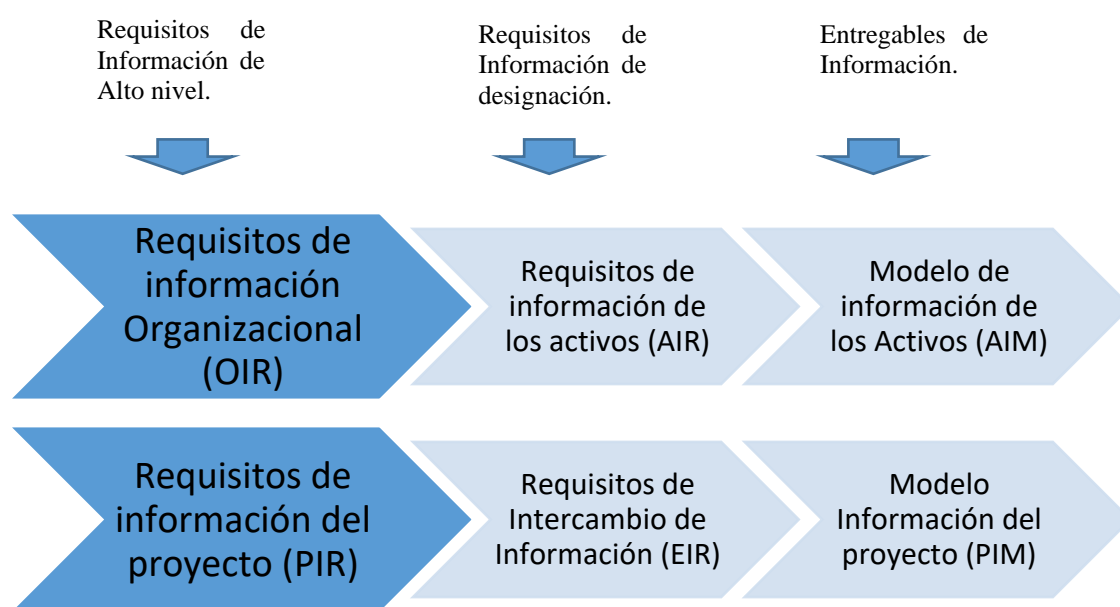 Requisitos de
Información de
Alto nivel.
Requisitos de
Información de
designación.
Entregables de
Información.
Requisitos de
información
Organizacional
(OIR)
Requisitos de
información de
los activos (AIR)
Modelo de
información de
los Activos (AIM)
Requisitos de
información del
proyecto (PIR)
Requisitos de
Intercambio de
Información (EIR)
Modelo
Información del
proyecto (PIM)